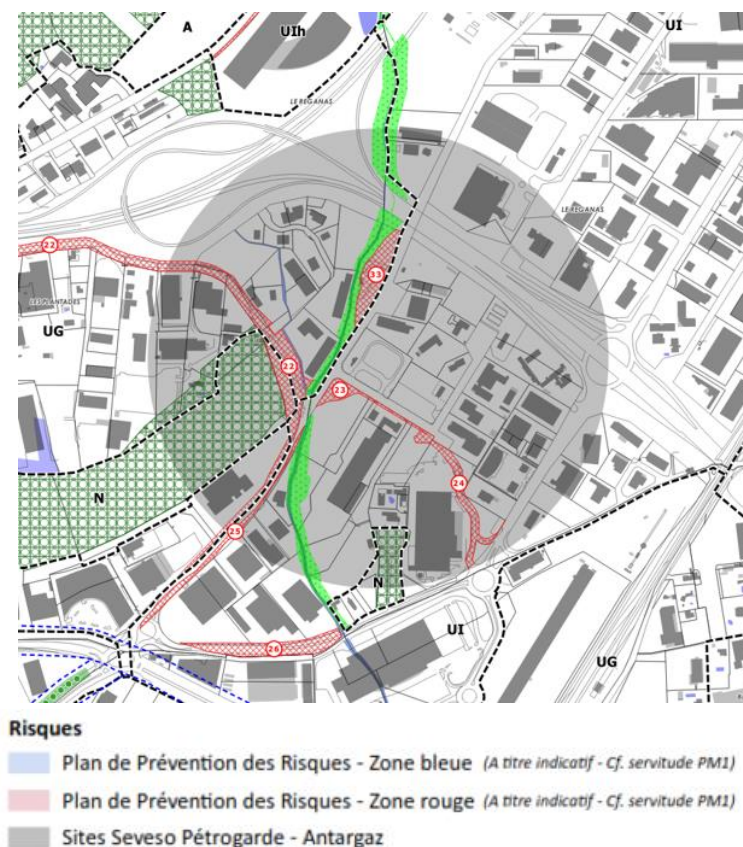 A
UIh
UI
LE REGANAS
LE REGANAS
22
33
LES PLANTADES
UG
22
23
24
N
25
N
UI
26
UG
Risques
Plan de Prévention des Risques - Zone bleue (A titre indicatif - Cf. servitude PM1)
Plan de Prévention des Risques - Zone rouge (A titre indicatif - Cf. servitude PM1)
Sites Seveso Pétrogarde - Antargaz